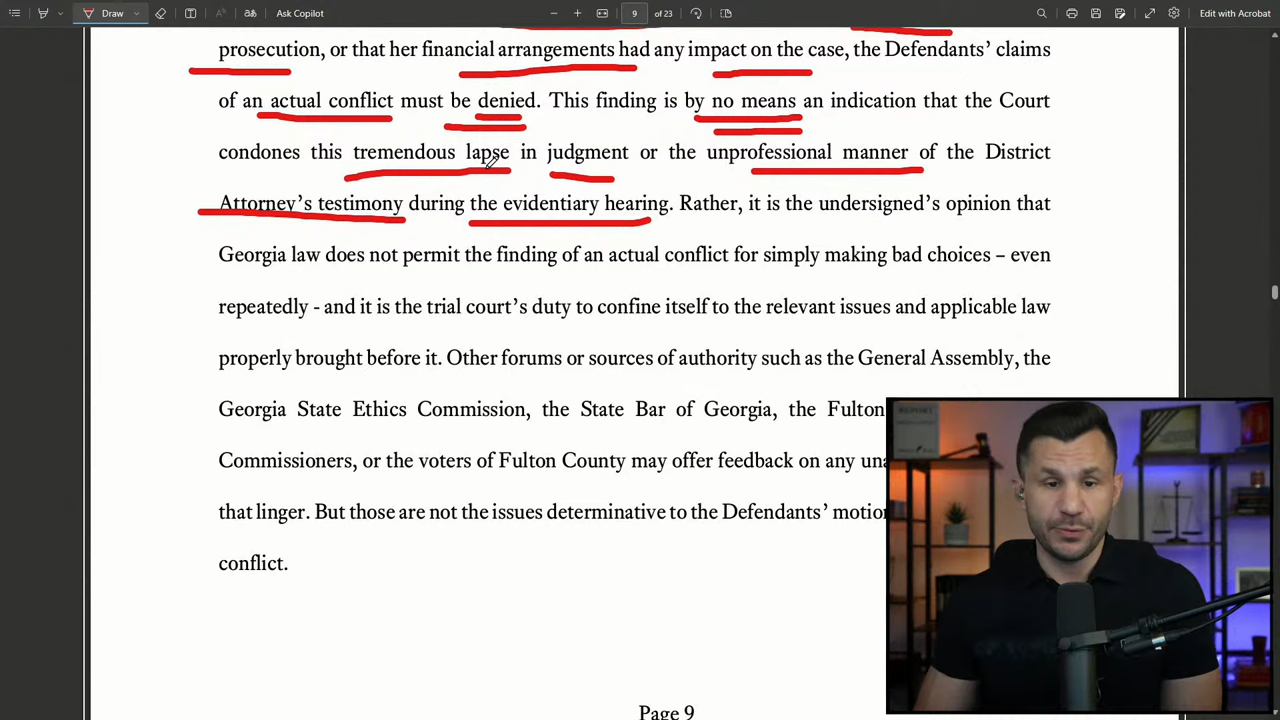 Draw
Ask Copilot
9 of 23
Edit with Acrobat
prosecution, or that her financial arrangements had any impact on the case, the Defendants' claims
of an actual conflict must be denied. This finding is by no means an indication that the Court
condones this tremendous lapse in judgment or the unprofessional manner of the District
Attorney's testimony during the evidentiary hearing. Rather, it is the undersigned's opinion that
Georgia law does not permit the finding of an actual conflict for simply making bad choices – even
repeatedly - and it is the trial court's duty to confine itself to the relevant issues and applicable law
properly brought before it. Other forums or sources of authority such as the General Assembly, the
Georgia State Ethics Commission, the State Bar of Georgia, the Fulton
Commissioners, or the voters of Fulton County may offer feedback on any
that linger. But those are not the issues determinative to the Defendants'
conflict.
Page 9